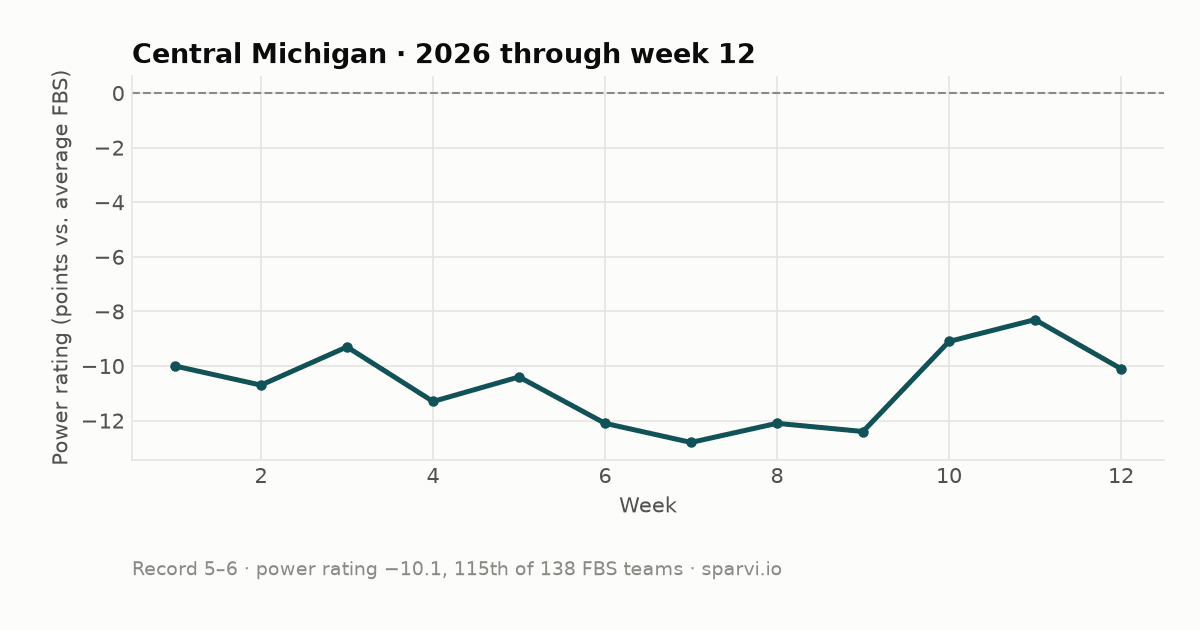 Central Michigan · 2026 through week 12
Power rating (points vs. average FBS)
0
−2
−4
−6
−8
−10
−12
2 4 6 8 10 12
Week
Record 5–6 · power rating −10.1, 115th of 138 FBS teams · sparvi.io